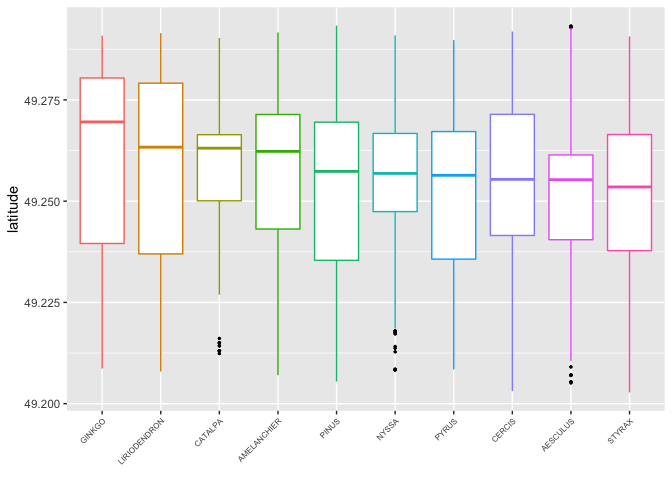 latitude
49.275
49.250
49.225
49.200
GINKGO
LIRIODENDRON
CATALPA
AMELANCHIER
PINUS
NYSSA
PYRUS
CERCIS
AESCULUS
STYRAX